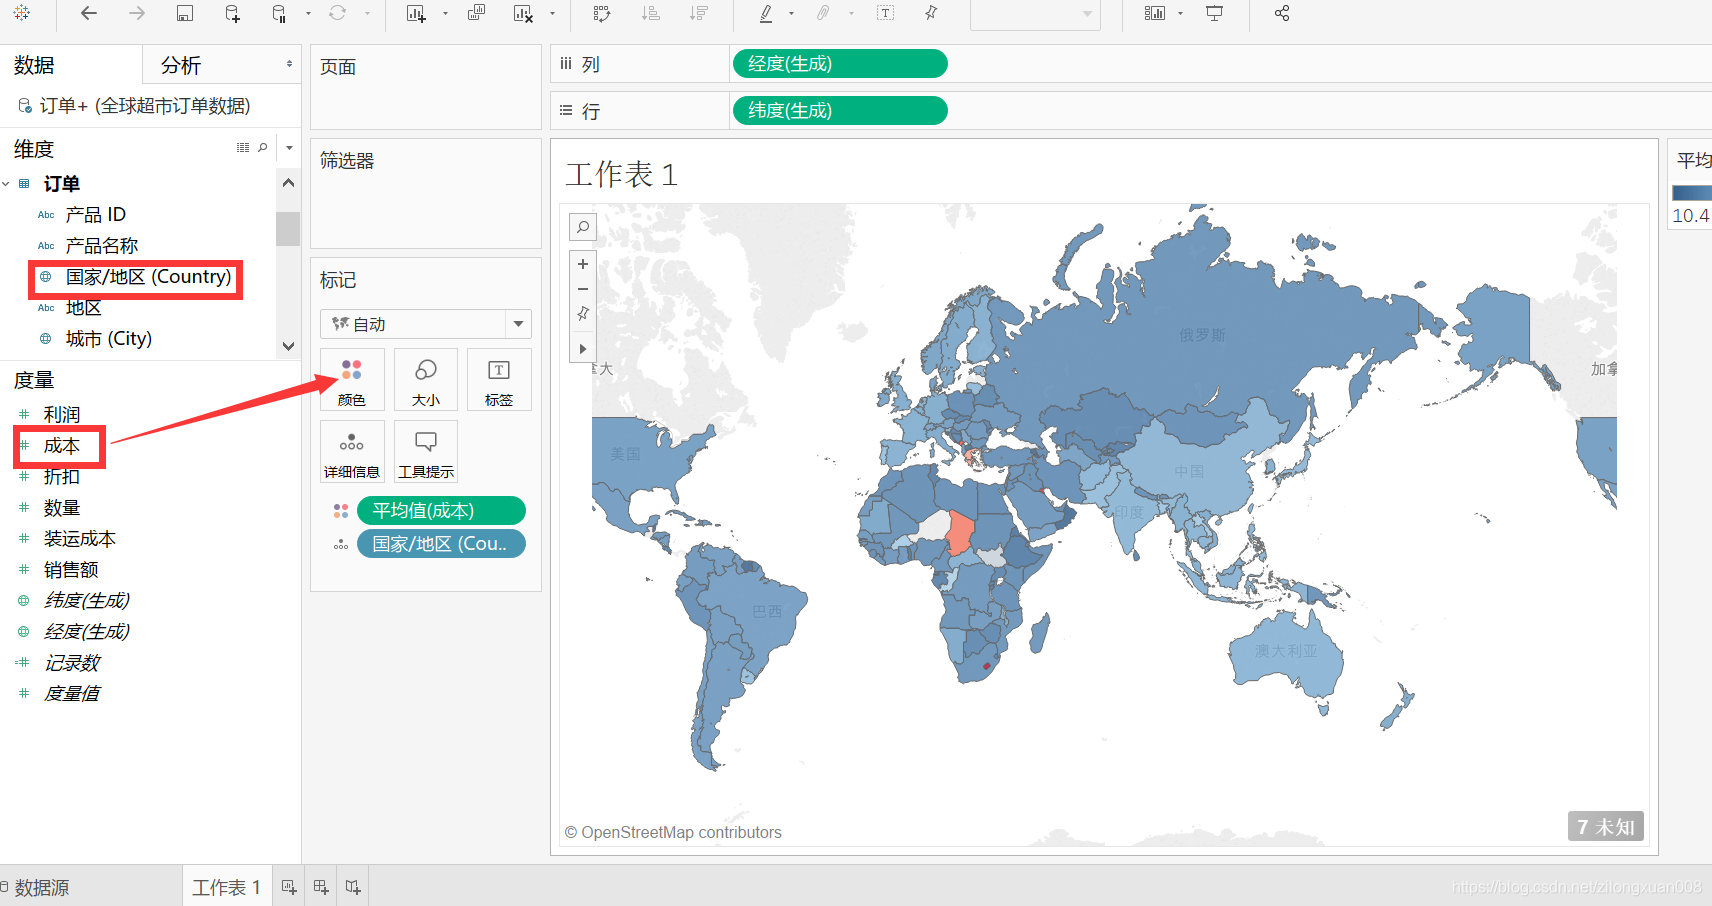 数据
分析
订单+ (全球超市订单数据)
维度
订单
Abc 产品 ID
Abc 产品名称
国家/地区 (Country)
Abc 地区
城市 (City)
度量
利润
成本
折扣
数量
装运成本
销售额
纬度(生成)
经度(生成)
记录数
度量值
页面
筛选器
标记
自动
颜色
大小
标签
详细信息
工具提示
平均值(成本)
国家/地区 (Cou..
列
经度(生成)
行
纬度(生成)
工作表 1
拿大
俄罗斯
加拿
美国
中国
印度
巴西
澳大利亚
© OpenStreetMap contributors
7 未知
平均
10.4
数据源
工作表 1
https://blog.csdn.net/zilongxuan008